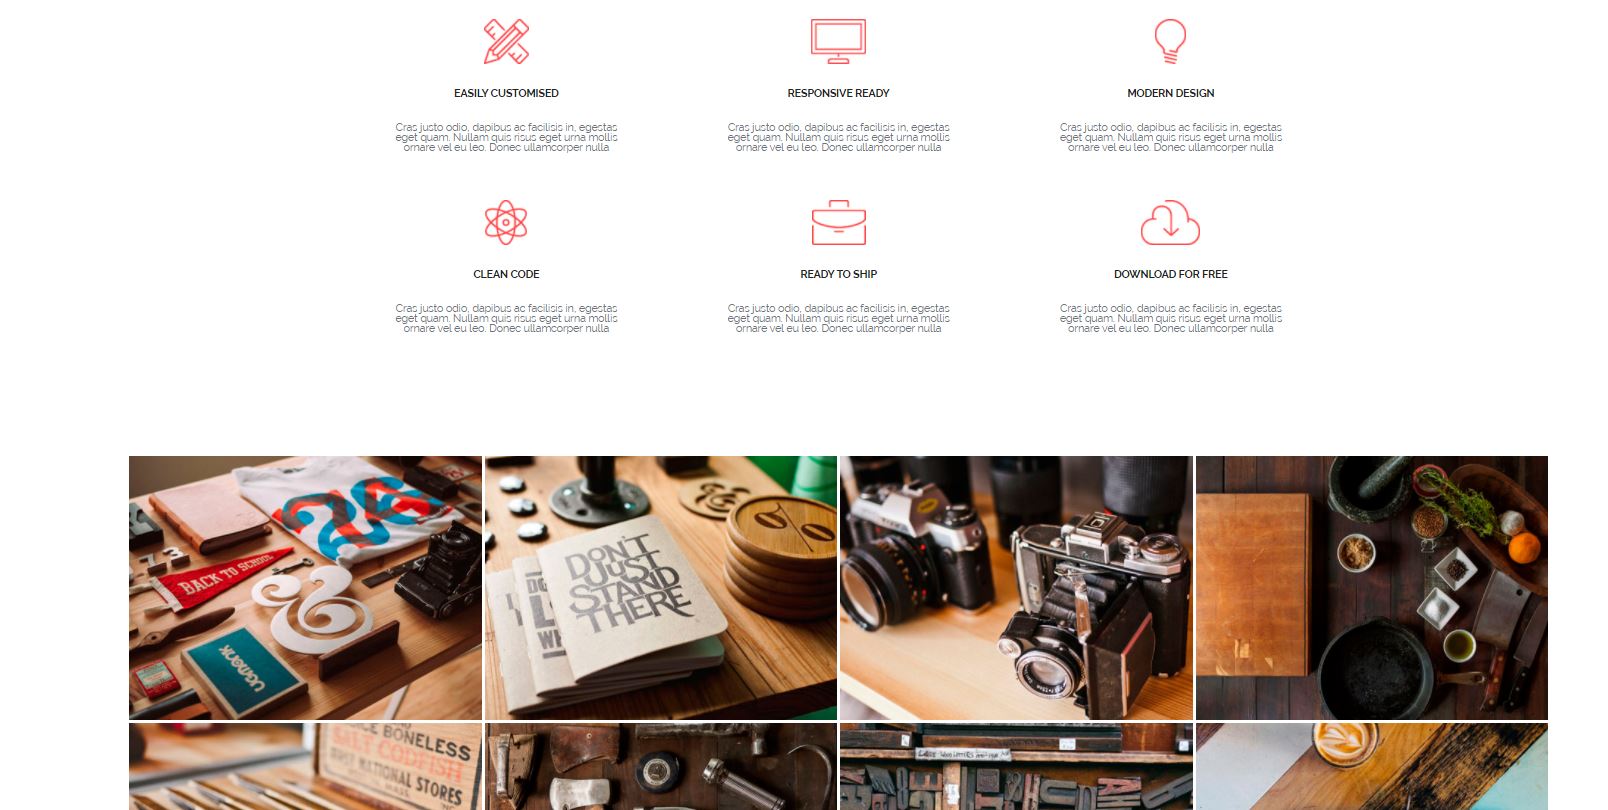 EASILY CUSTOMISED
RESPONSIVE READY
MODERN DESIGN
Cras justo odio, dapibus ac facilisis in, egestas
eget quam. Nullam quis risus eget urna mollis
ornare vel eu leo. Donec ullamcorper nulla
Cras justo odio, dapibus ac facilisis in, egestas
eget quam. Nullam quis risus eget urna mollis
ornare vel eu leo. Donec ullamcorper nulla
Cras justo odio, dapibus ac facilisis in, egestas
eget quam. Nullam quis risus eget urna mollis
ornare vel eu leo. Donec ullamcorper nulla
CLEAN CODE
READY TO SHIP
DOWNLOAD FOR FREE
Cras justo odio, dapibus ac facilisis in, egestas
eget quam. Nullam quis risus eget urna mollis
ornare vel eu leo. Donec ullamcorper nulla
Cras justo odio, dapibus ac facilisis in, egestas
eget quam. Nullam quis risus eget urna mollis
ornare vel eu leo. Donec ullamcorper nulla
Cras justo odio, dapibus ac facilisis in, egestas
eget quam. Nullam quis risus eget urna mollis
ornare vel eu leo. Donec ullamcorper nulla
BACK TO SCHOOL
&
UGMONK
DON'T
JUST
STAND
THERE
%
&
BONELESS
SALT CODFISH
NATIONAL STORES